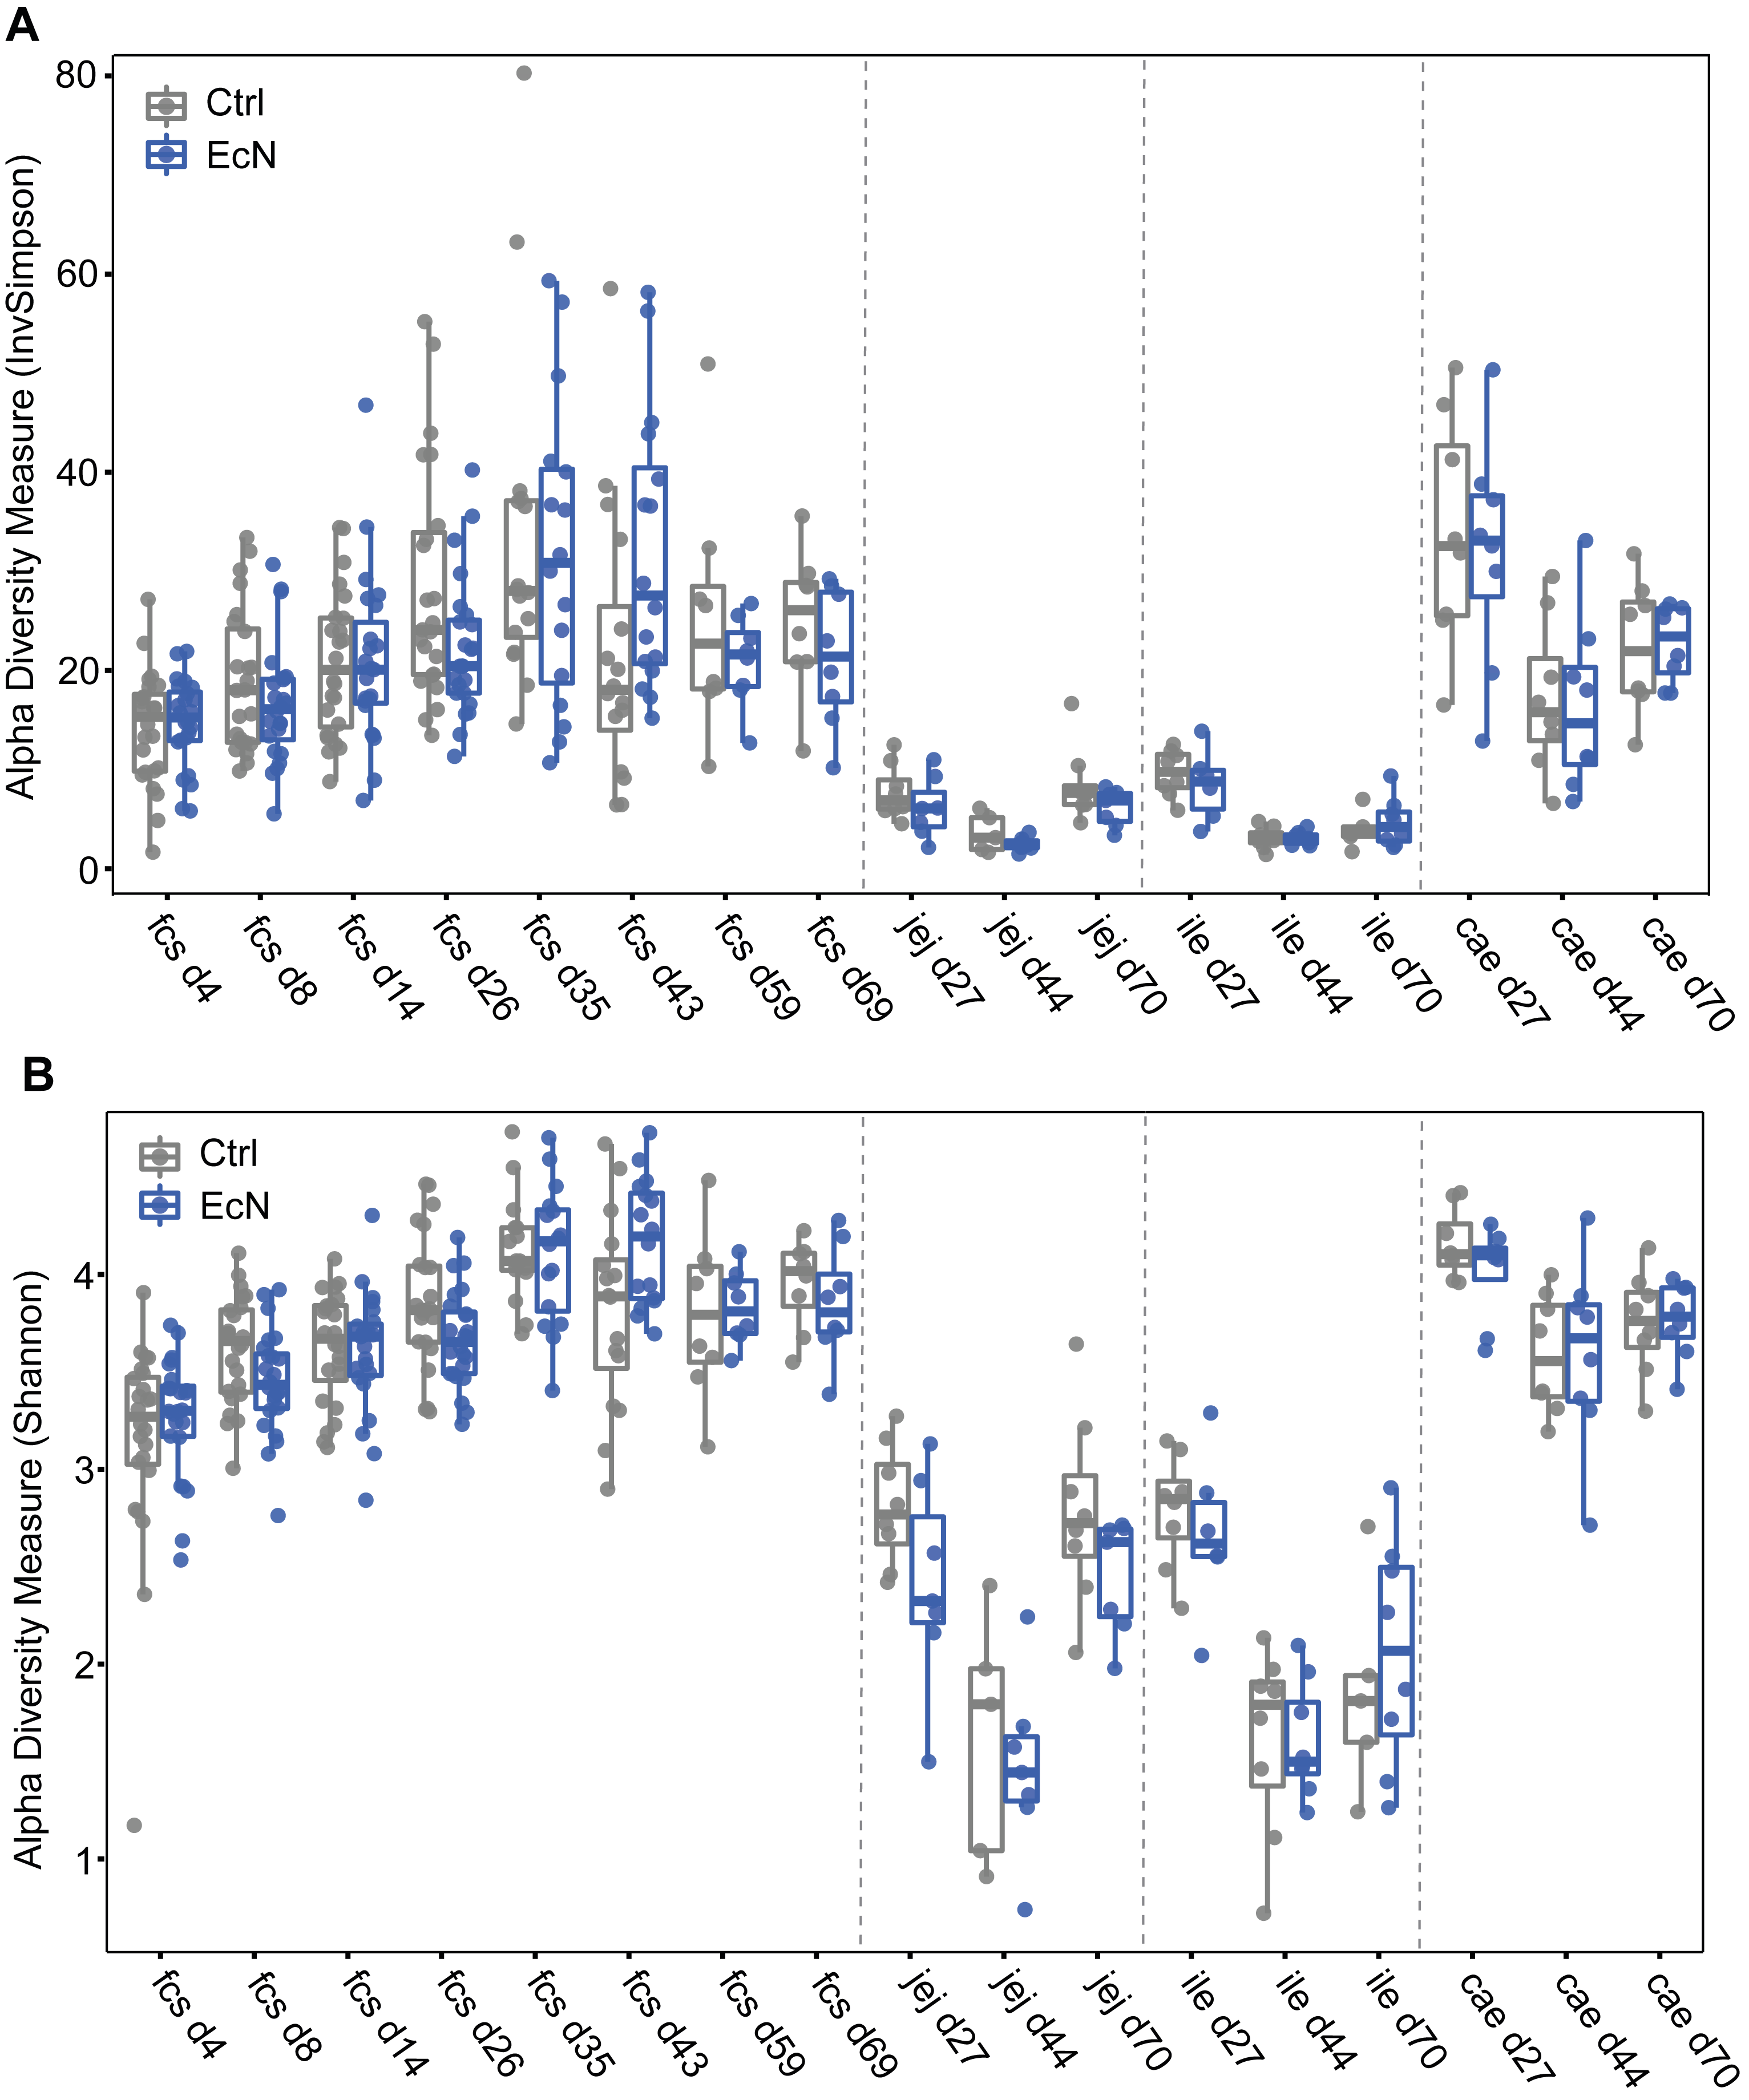 A
Alpha Diversity Measure (InvSimpson)
80
60
40
20
0
Ctrl
EcN
fcs d4
fcs d8
fcs d14
fcs d26
fcs d35
fcs d43
fcs d59
fcs d69
jej d27
jej d44
jej d70
ile d27
ile d44
ile d70
cae d27
cae d44
cae d70
B
Alpha Diversity Measure (Shannon)
4
3
2
1
Ctrl
EcN
fcs d4
fcs d8
fcs d14
fcs d26
fcs d35
fcs d43
fcs d59
fcs d69
jej d27
jej d44
jej d70
ile d27
ile d44
ile d70
cae d27
cae d44
cae d70